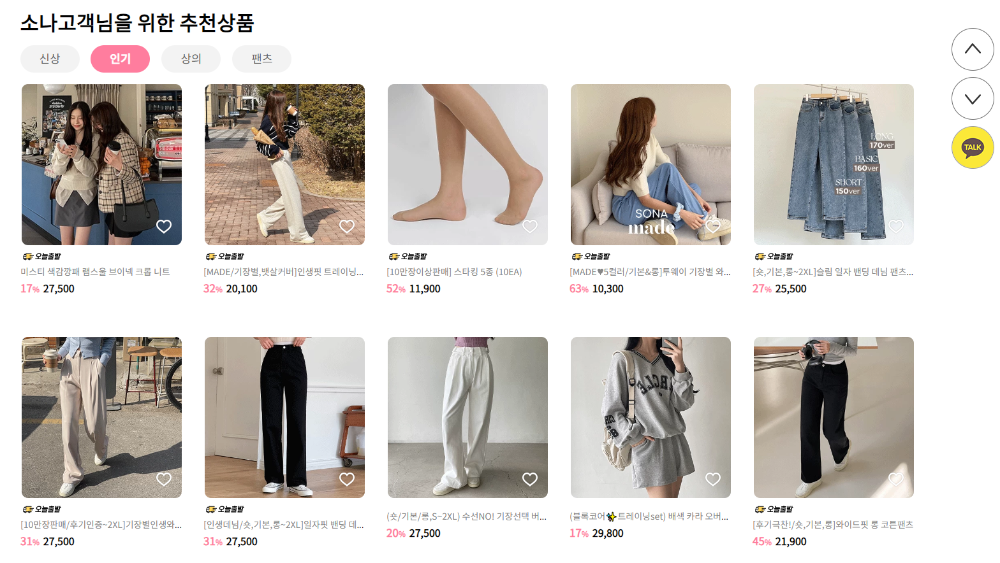 소나고객님을 위한 추천상품
신상
인기
상의
팬츠
TALK
LONG
170ver
BASIC
160ver
SHORT
150ver
SONA
made
오늘출발
오늘출발
오늘출발
오늘출발
오늘출발
미스티 색감깡패 램스울 브이넥 크롭 니트
[MADE/기장별,뱃살커버]인생핏 트레이닝...
[10만장이상판매] 스타킹 5종 (10EA)
[MADE♥5컬러/기본&롱]투웨이 기장별 와...
[숏,기본,롱~2XL]슬림 일자 밴딩 데님 팬츠...
17% 27,500
32% 20,100
52% 11,900
63% 10,300
27% 25,500
오늘출발
오늘출발
오늘출발
[10만장판매/후기인증~2XL]기장별인생와...
[인생데님/숏,기본,롱~2XL]일자핏 밴딩 데...
(숏/기본/롱,S~2XL) 수선NO! 기장선택 버...
(블록코어✨트레이닝set) 배색 카라 오버...
[후기극찬!/숏,기본,롱]와이드핏 롱 코튼팬츠
31% 27,500
31% 27,500
20% 27,500
17% 29,800
45% 21,900